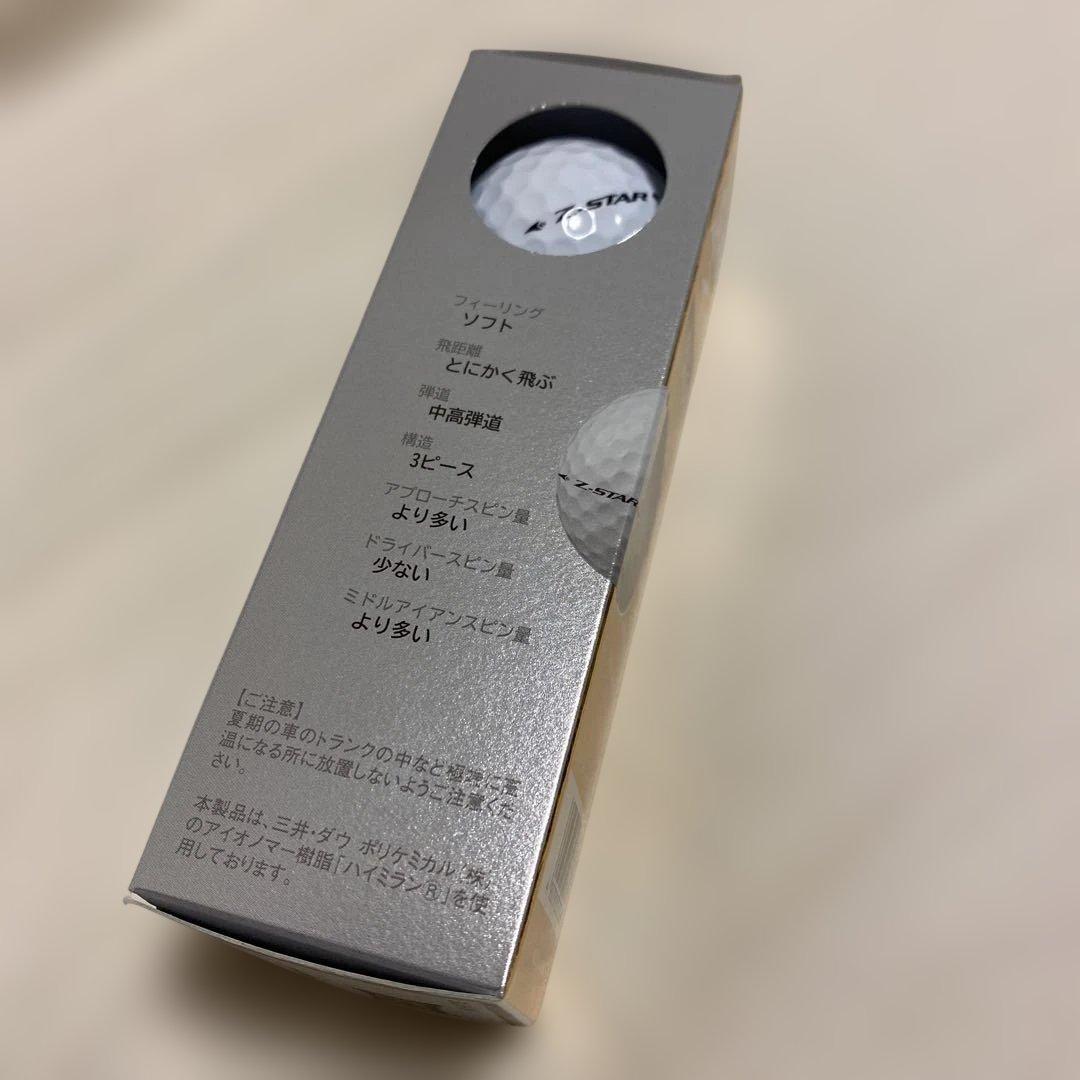 Z-STAR
フィーリング
ソフト
飛距離
とにかく飛ぶ
弾道
中高弾道
構造
3ピース
Z-STAR
アプローチスピン量
より多い
ドライバースピン量
少ない
ミドルアイアンスピン量
より多い
【ご注意】
夏期の車のトランクの中など極端に高
温になる所に放置しないようご注意くだ
さい。
本製品は、三井・ダウ ポリケミカル(株)
のアイオノマー樹脂「ハイミラン®」を使
用しております。